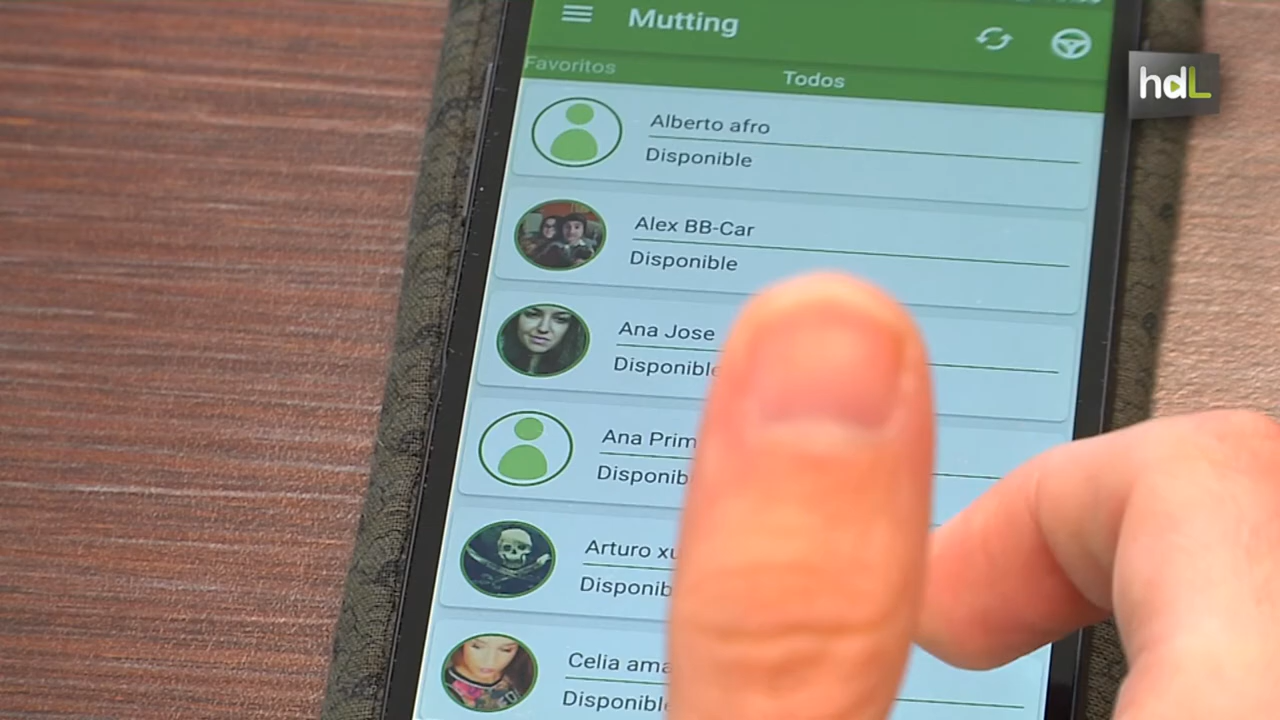 Mutting
Favoritos
Todos
hdL
Alberto afro
Disponible
Alex BB-Car
Disponible
Ana Jose
Disponible
Ana Prim
Disponib
Arturo xu
Disponib
Celia ama
Disponibl